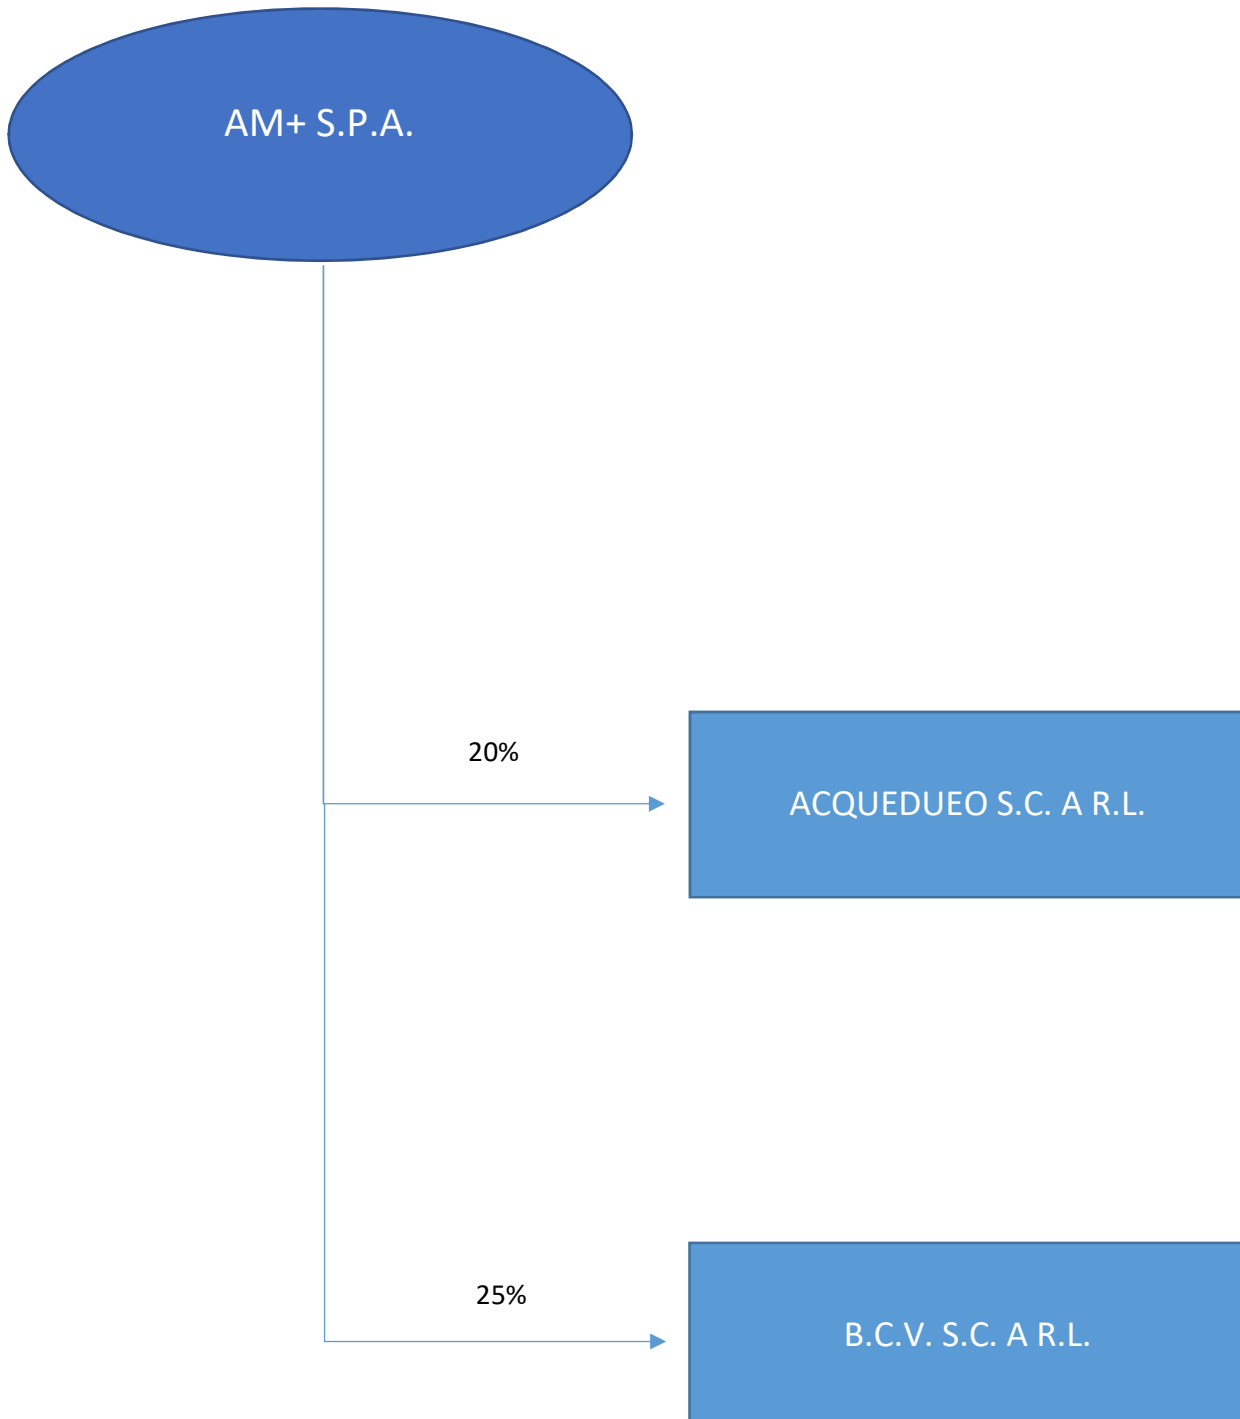 AM+ S.P.A.
20%
ACQUEDUEO S.C. A R.L.
25%
B.C.V. S.C. A R.L.